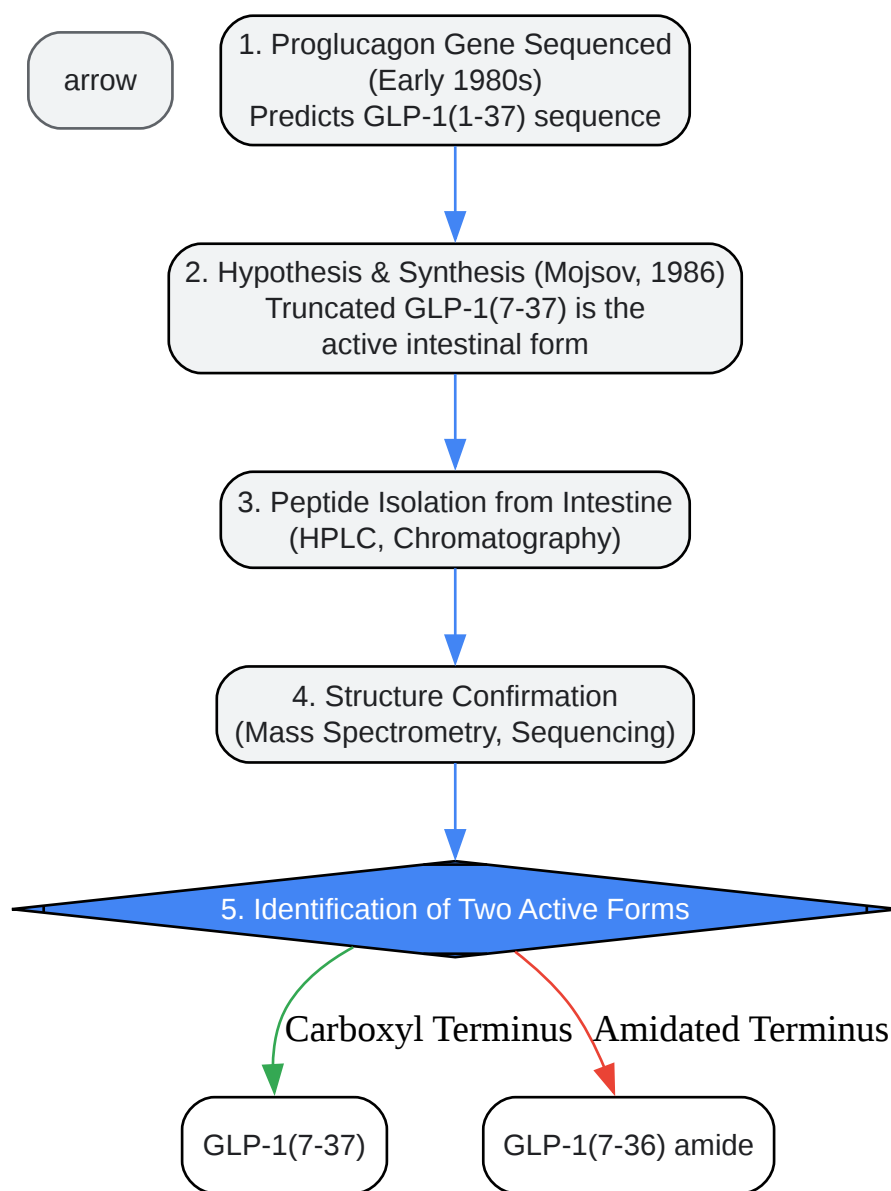 arrow
1. Proglucagon Gene Sequenced
(Early 1980s)
Predicts GLP-1(1-37) sequence
2. Hypothesis & Synthesis (Mojsov, 1986)
Truncated GLP-1(7-37) is the
active intestinal form
3. Peptide Isolation from Intestine
(HPLC, Chromatography)
4. Structure Confirmation
(Mass Spectrometry, Sequencing)
5. Identification of Two Active Forms
Carboxyl Terminus
Amidated Terminus
GLP-1(7-37)
GLP-1(7-36) amide